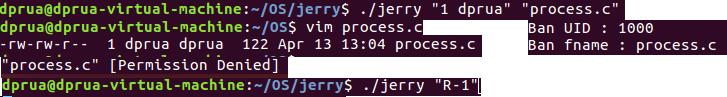 dprua@dprua-virtual-machine:~/OS/jerry$ ./jerry "1 dprua" "process.c"
dprua@dprua-virtual-machine:~/OS/jerry$ vim process.c
-rw-rw-r-- 1 dprua dprua 122 Apr 13 13:04 process.c
Ban UID : 1000
Ban fname : process.c
"process.c" [Permission Denied]
dprua@dprua-virtual-machine:~/OS/jerry$ ./jerry "R-1"